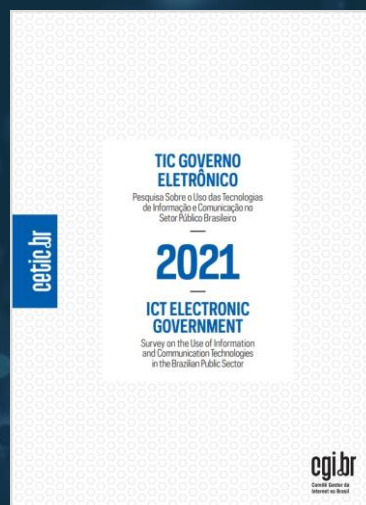 TIC GOVERNO
ELETRÔNICO
Pesquisa Sobre o Uso das Tecnologias
de Informação e Comunicação no
Setor Público Brasileiro
2021
ICT ELECTRONIC
GOVERNMENT
Survey on the Use of Information
and Communication Technologies
in the Brazilian Public Sector
cetic.br
cgi.br
Comitê Gestor da
Internet no Brasil